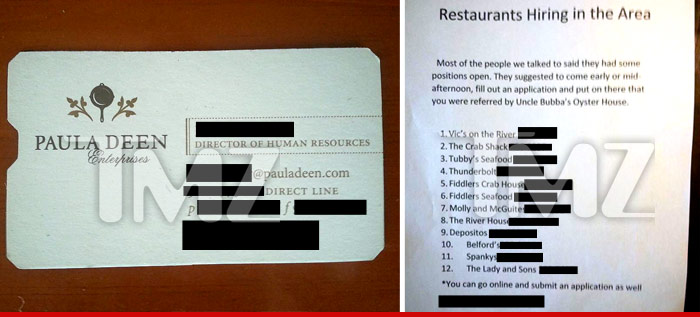 PAULA DEEN
Enterprises
DIRECTOR OF HUMAN RESOURCES
@pauladeen.com
DIRECT LINE
p f
TMZ
Restaurants Hiring in the Area
Most of the people we talked to said they had some
positions open. They suggested to come early or mid-
afternoon, fill out an application and put on there that
you were referred by Uncle Bubba's Oyster House.
1. Vic's on the River
2. The Crab Shack
3. Tubby's Seafood
4. Thunderbolt
5. Fiddlers Crab House
6. Fiddlers Seafood
7. Molly and McGuite
8. The River House
9. Depositos
10. Belford's
11. Spankys
12. The Lady and Sons
*You can go online and submit an application as well
TMZ